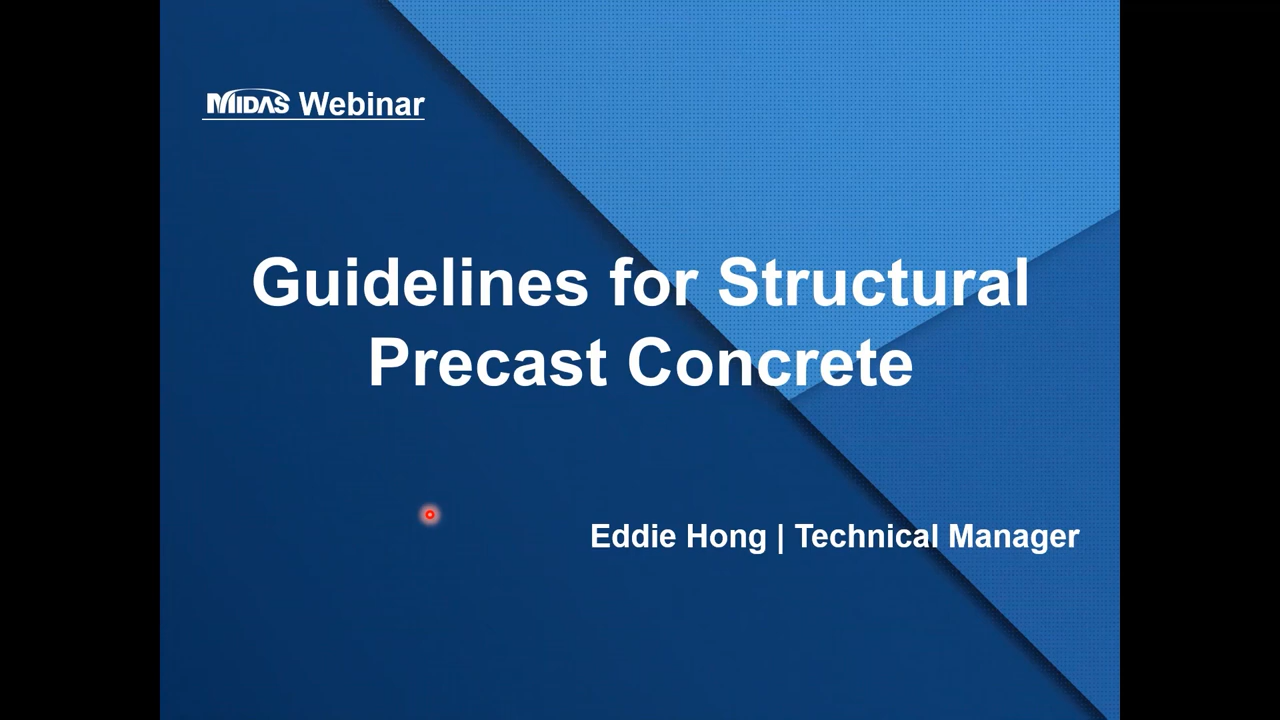 MIDAS Webinar
Guidelines for Structural
Precast Concrete
Eddie Hong | Technical Manager